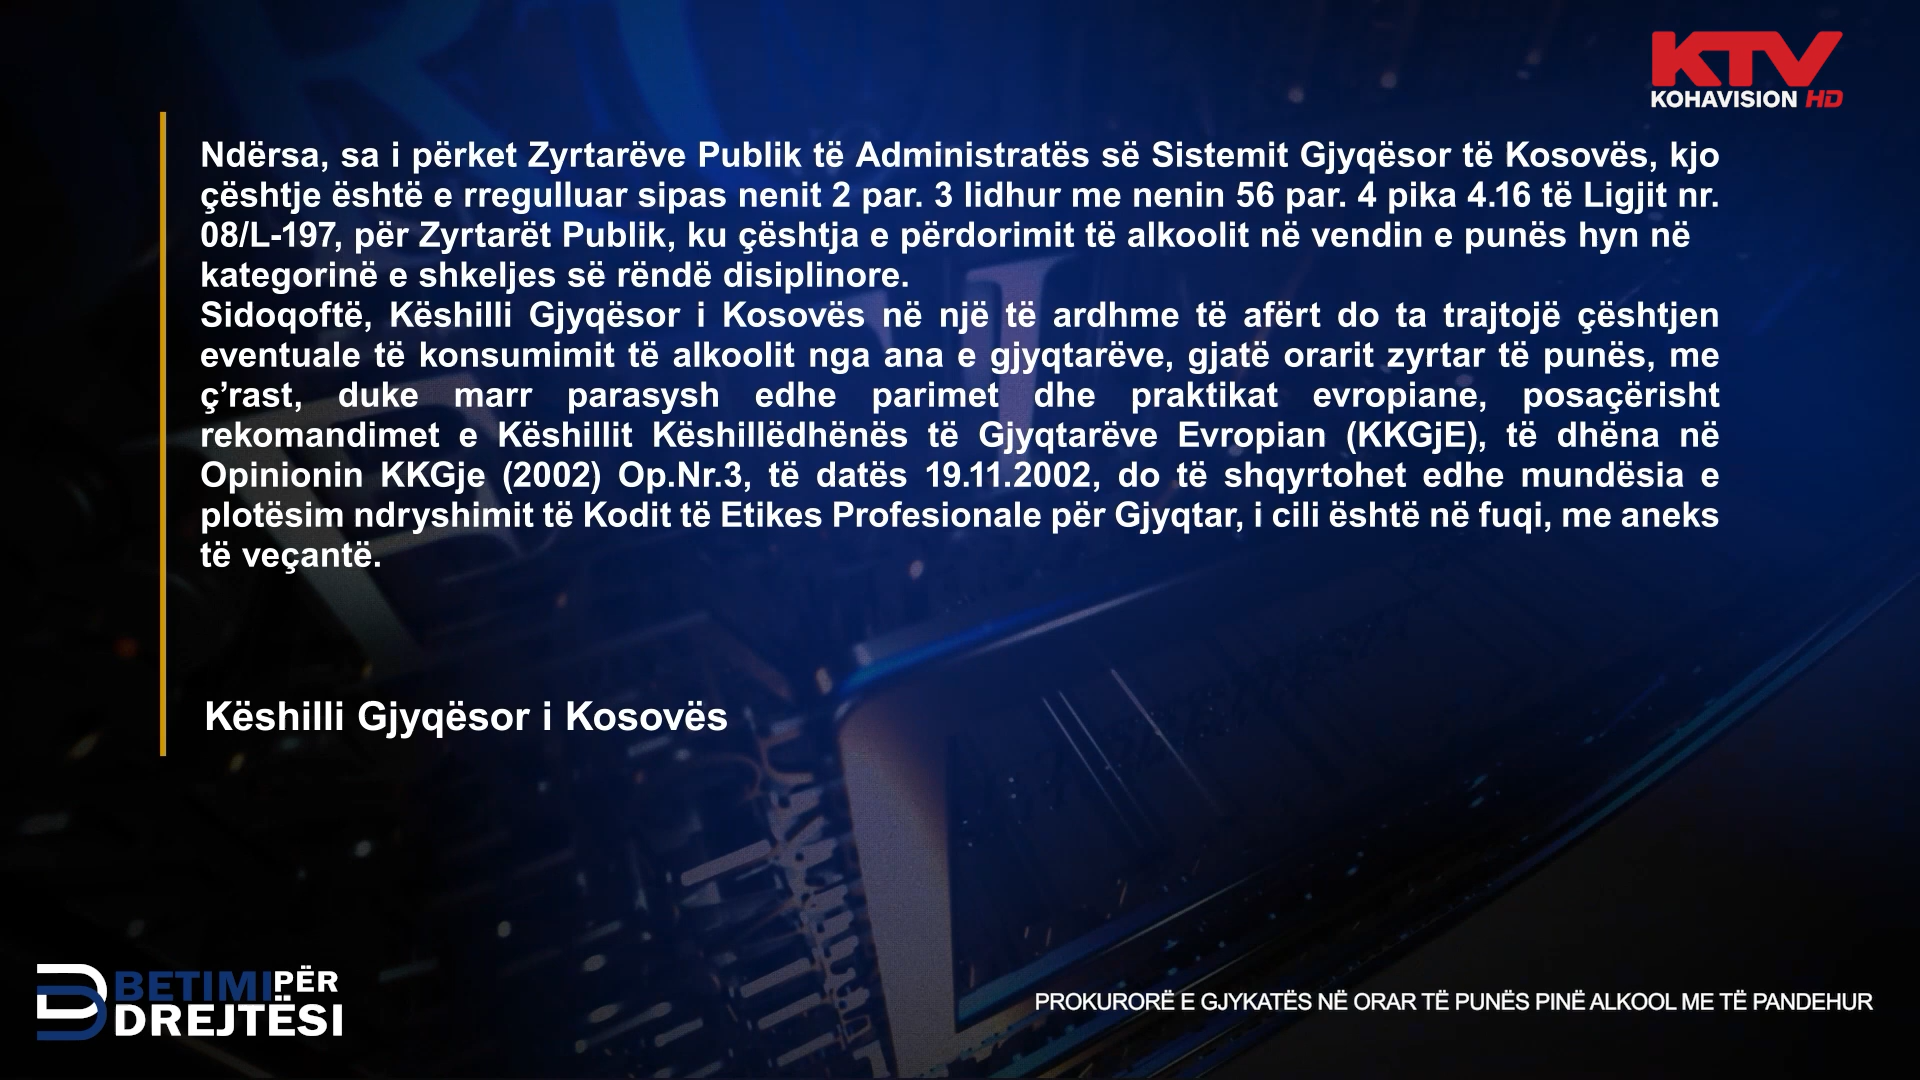 KTV
KOHAVISION HD
Ndërsa, sa i përket Zyrtarëve Publik të Administratës së Sistemit Gjyqësor të Kosovës, kjo
çështje është e rregulluar sipas nenit 2 par. 3 lidhur me nenin 56 par. 4 pika 4.16 të Ligjit nr.
08/L-197, për Zyrtarët Publik, ku çështja e përdorimit të alkoolit në vendin e punës hyn në
kategorinë e shkeljes së rëndë disiplinore.
Sidoqoftë, Këshilli Gjyqësor i Kosovës në një të ardhme të afërt do ta trajtojë çështjen
eventuale të konsumimit të alkoolit nga ana e gjyqtarëve, gjatë orarit zyrtar të punës, me
ç’rast, duke marr parasysh edhe parimet dhe praktikat evropiane, posaçërisht
rekomandimet e Këshillit Këshillëdhënës të Gjyqtarëve Evropian (KKGjE), të dhëna në
Opinionin KKGje (2002) Op.Nr.3, të datës 19.11.2002, do të shqyrtohet edhe mundësia e
plotësim ndryshimit të Kodit të Etikes Profesionale për Gjyqtar, i cili është në fuqi, me aneks
të veçantë.
Këshilli Gjyqësor i Kosovës
BETIMI PËR
DREJTËSI
PROKURORË E GJYKATËS NË ORAR TË PUNËS PINË ALKOOL ME TË PANDEHUR